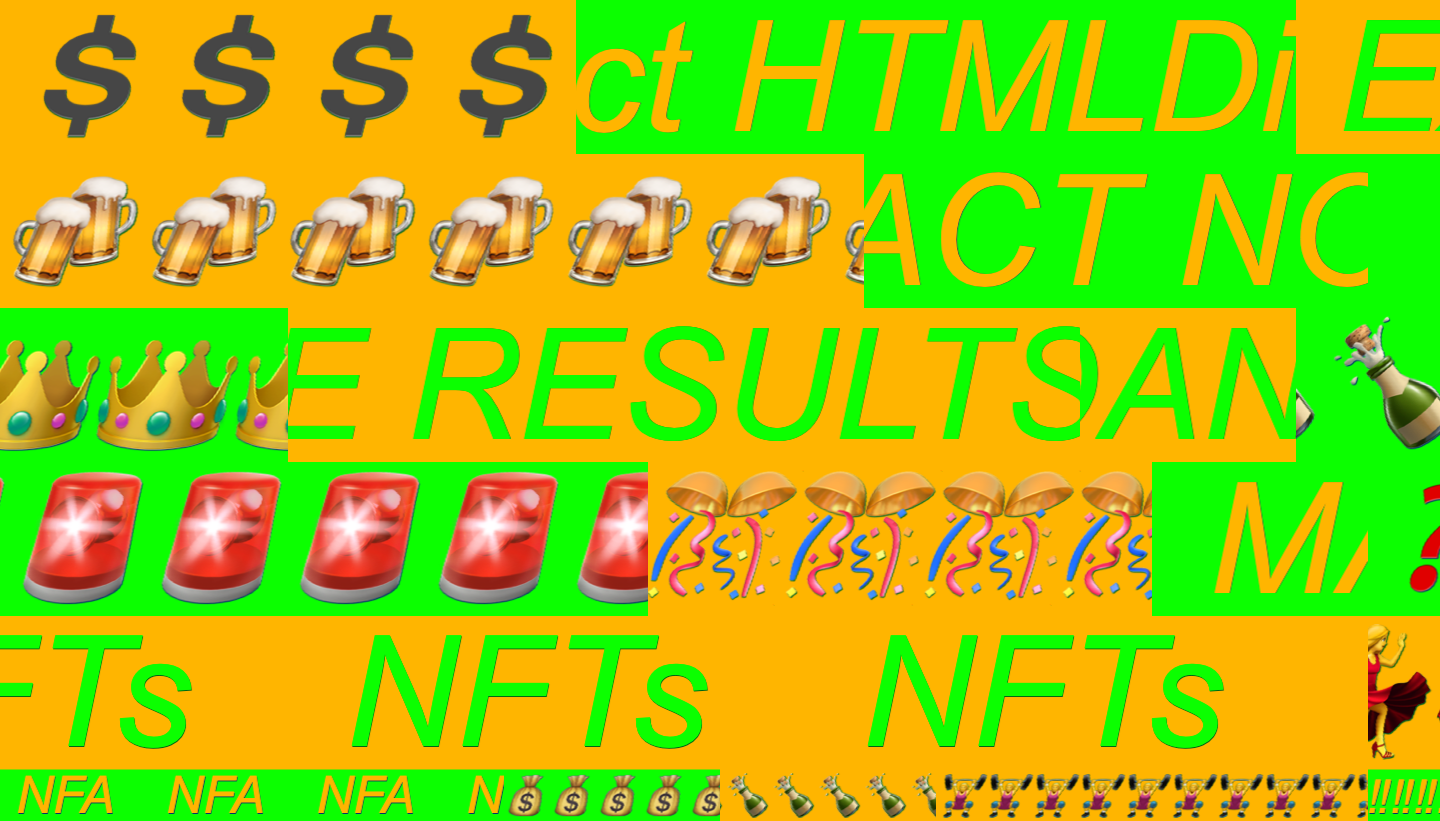 $ $ $ $ ct HTMLDi E
ACT NO
E RESULTS AN
MA ?
FTs NFTs NFTs
NFA NFA NFA N $ $ $ $ $ !!!!!!